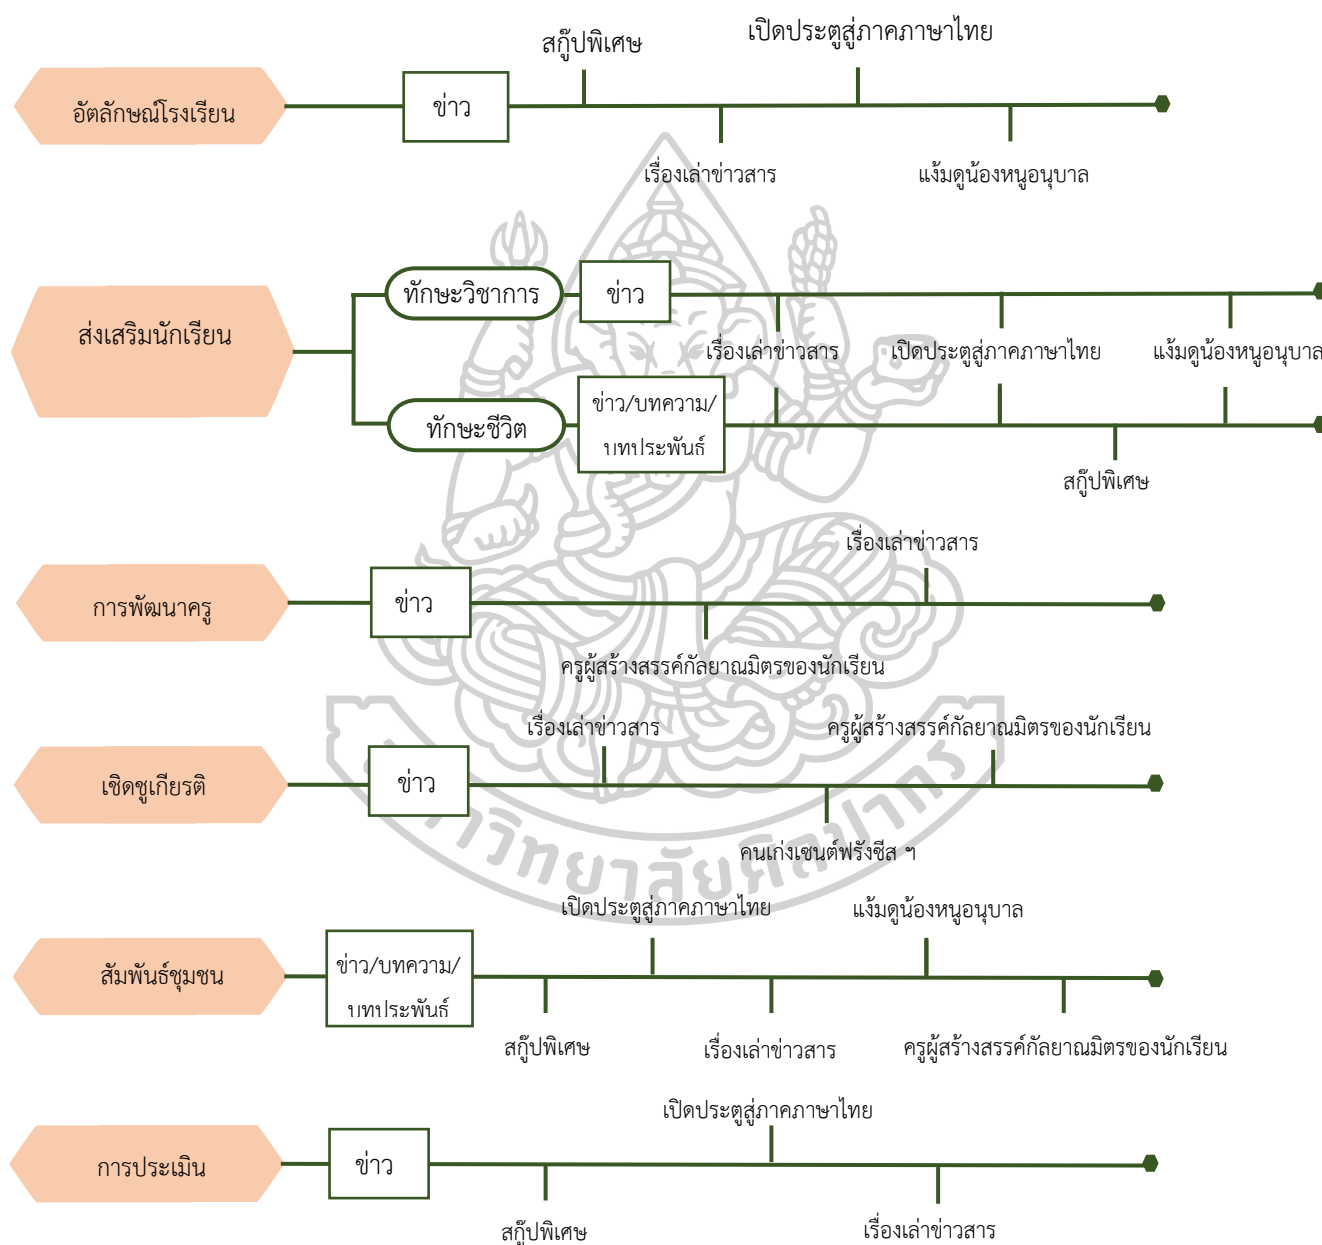 สกู๊ปพิเศษ
เปิดประตูสู่ภาคภาษาไทย
อัตลักษณ์โรงเรียน
ข่าว
เรื่องเล่าข่าวสาร
แง้มดูน้องหนูอนุบาล
ส่งเสริมนักเรียน
ทักษะวิชาการ
ข่าว
เรื่องเล่าข่าวสาร
เปิดประตูสู่ภาคภาษาไทย
แง้มดูน้องหนูอนุบาล
ทักษะชีวิต
ข่าว/บทความ/
บทประพันธ์
สกู๊ปพิเศษ
เรื่องเล่าข่าวสาร
การพัฒนาครู
ข่าว
ครูผู้สร้างสรรค์กัลยาณมิตรของนักเรียน
เรื่องเล่าข่าวสาร
ครูผู้สร้างสรรค์กัลยาณมิตรของนักเรียน
เชิดชูเกียรติ
ข่าว
คนเก่งเซนต์ฟรังซีส ฯ
มหาวิทยาลัยศิลปากร
เปิดประตูสู่ภาคภาษาไทย
แง้มดูน้องหนูอนุบาล
สัมพันธ์ชุมชน
ข่าว/บทความ/
บทประพันธ์
สกู๊ปพิเศษ
เรื่องเล่าข่าวสาร
ครูผู้สร้างสรรค์กัลยาณมิตรของนักเรียน
เปิดประตูสู่ภาคภาษาไทย
การประเมิน
ข่าว
สกู๊ปพิเศษ
เรื่องเล่าข่าวสาร